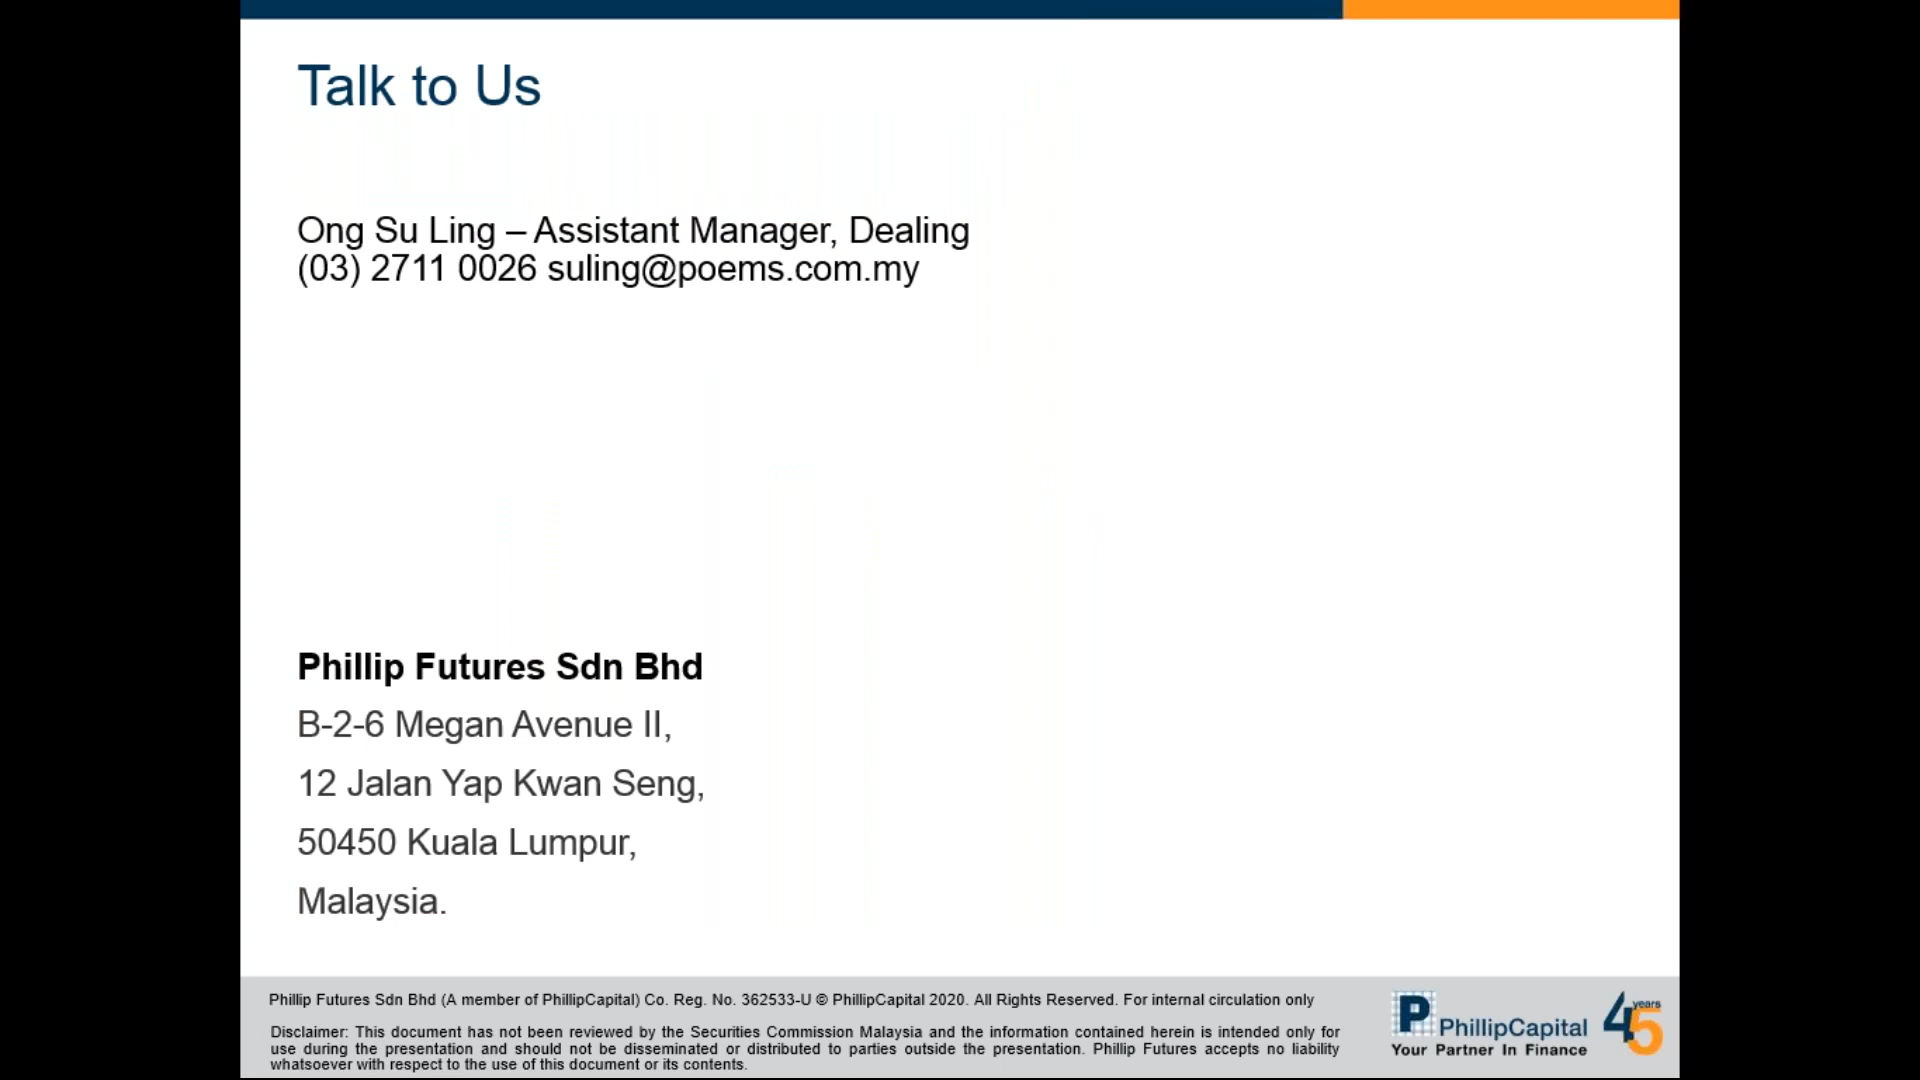 Talk to Us
Ong Su Ling – Assistant Manager, Dealing
(03) 2711 0026 suling@poems.com.my
Phillip Futures Sdn Bhd
B-2-6 Megan Avenue II,
12 Jalan Yap Kwan Seng,
50450 Kuala Lumpur,
Malaysia.
Phillip Futures Sdn Bhd (A member of PhillipCapital) Co. Reg. No. 362533-U © PhillipCapital 2020. All Rights Reserved. For internal circulation only
Disclaimer: This document has not been reviewed by the Securities Commission Malaysia and the information contained herein is intended only for
use during the presentation and should not be disseminated or distributed to parties outside the presentation. Phillip Futures accepts no liability
whatsoever with respect to the use of this document or its contents.
P PhillipCapital
Your Partner In Finance
45 years